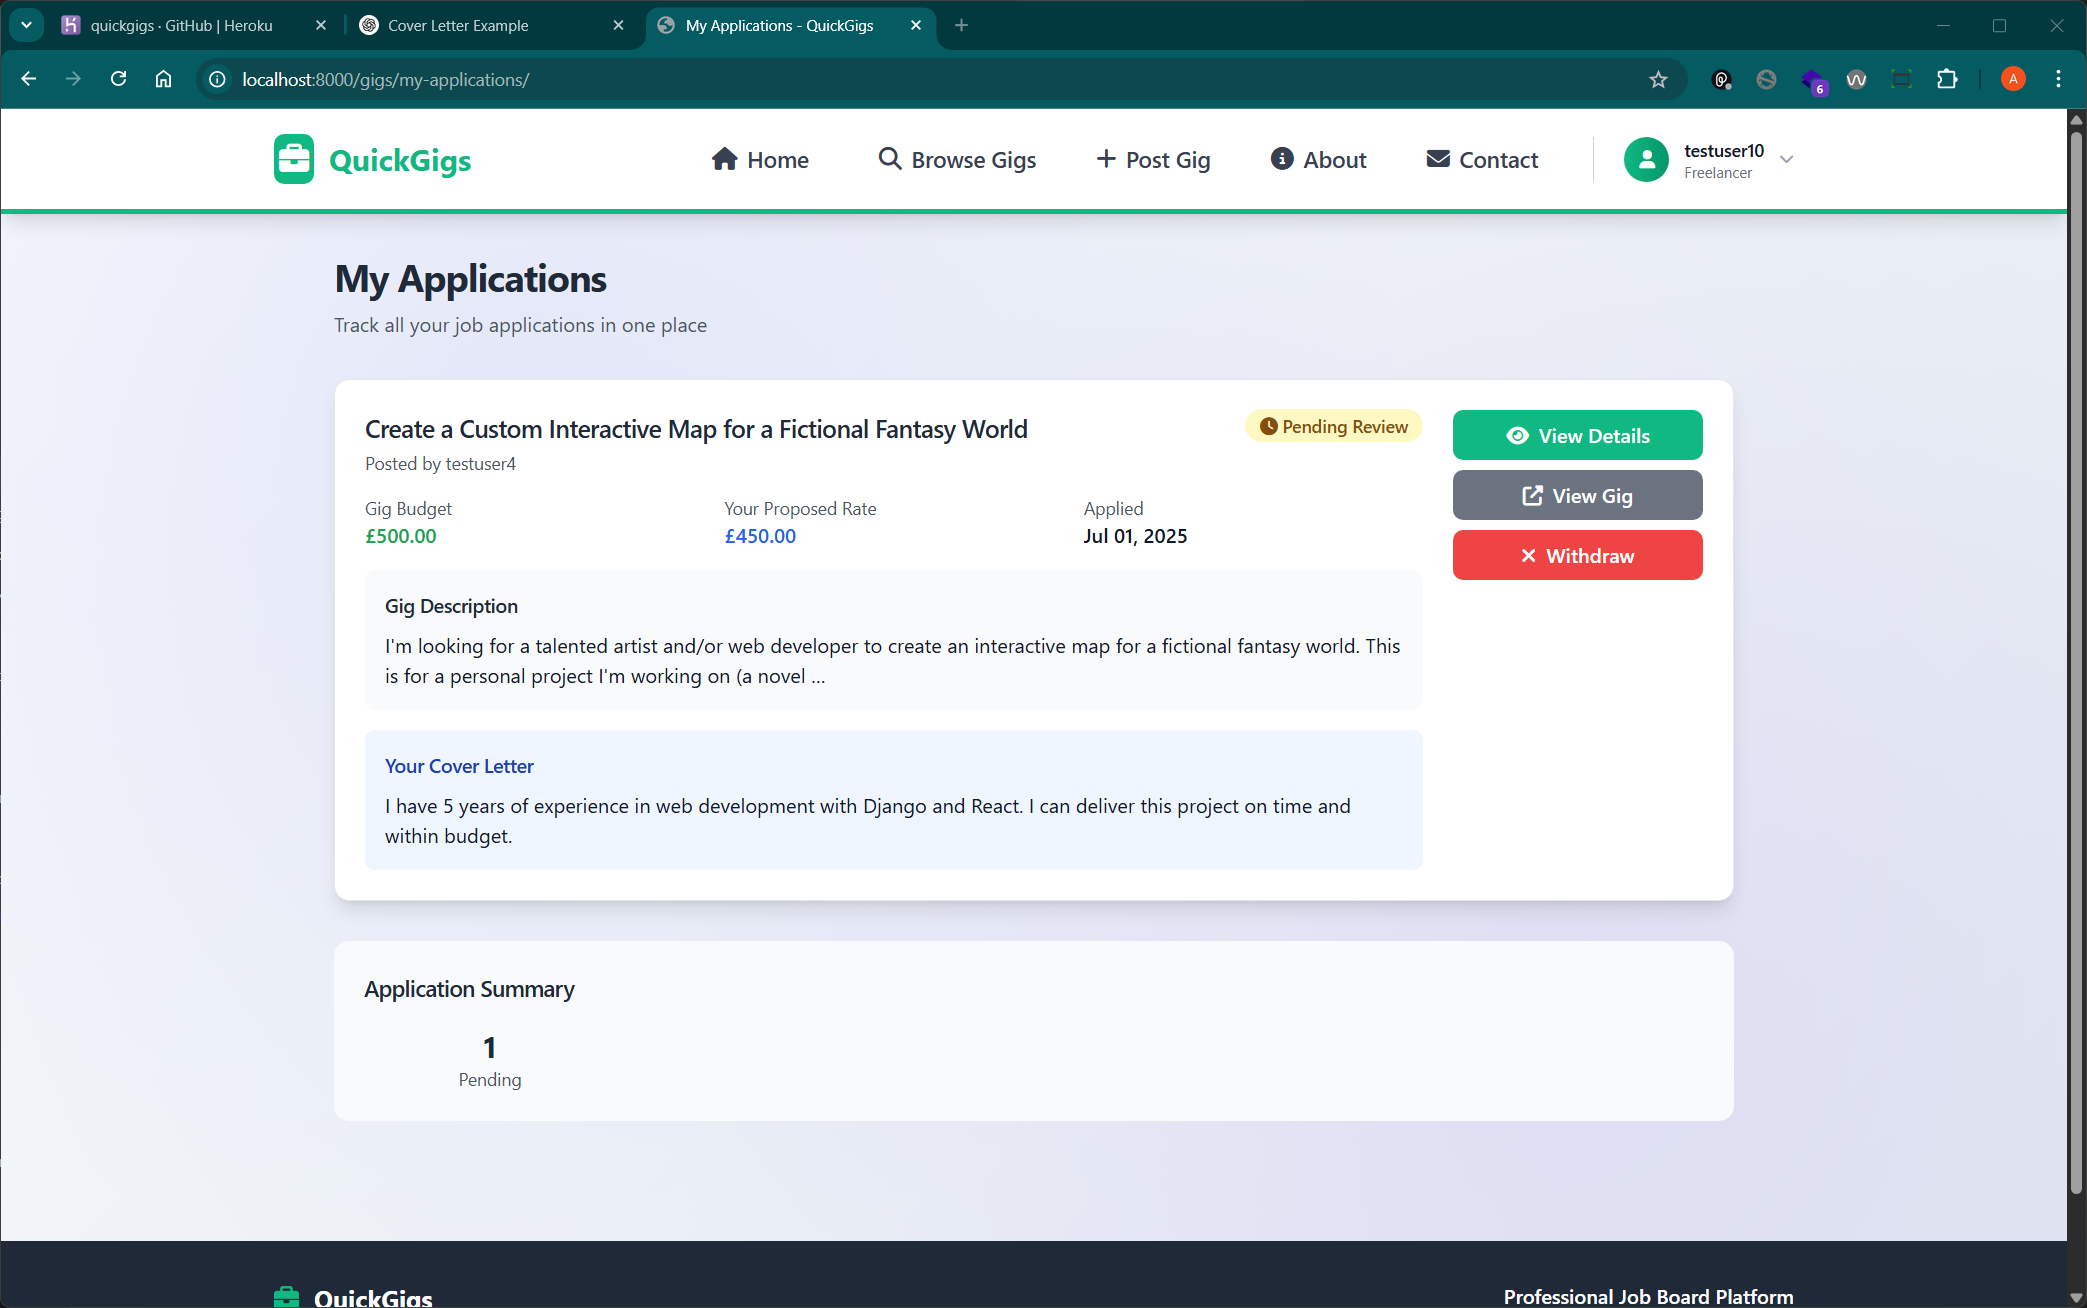 quickgigs · GitHub | Heroku
Cover Letter Example
My Applications - QuickGigs
localhost:8000/gigs/my-applications/
6
A
QuickGigs
Home
Browse Gigs
Post Gig
About
Contact
testuser10
Freelancer
My Applications
Track all your job applications in one place
Create a Custom Interactive Map for a Fictional Fantasy World
Pending Review
View Details
Posted by testuser4
View Gig
Gig Budget
Your Proposed Rate
Applied
£500.00
£450.00
Jul 01, 2025
Withdraw
Gig Description
I'm looking for a talented artist and/or web developer to create an interactive map for a fictional fantasy world. This
is for a personal project I'm working on (a novel ...
Your Cover Letter
I have 5 years of experience in web development with Django and React. I can deliver this project on time and
within budget.
Application Summary
1
Pending
QuickGigs
Professional Job Board Platform